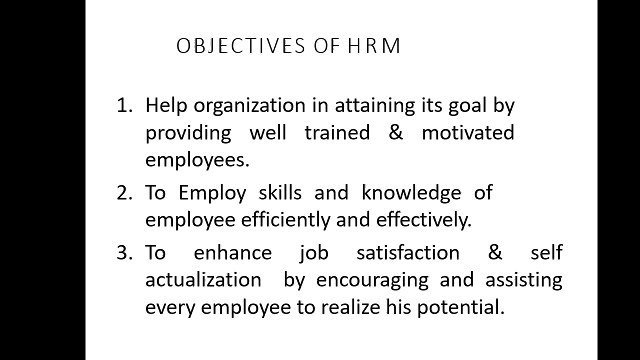 OBJECTIVES OF HRM
1. Help organization in attaining its goal by
providing well trained & motivated
employees.
2. To Employ skills and knowledge of
employee efficiently and effectively.
3. To enhance job satisfaction & self
actualization by encouraging and assisting
every employee to realize his potential.